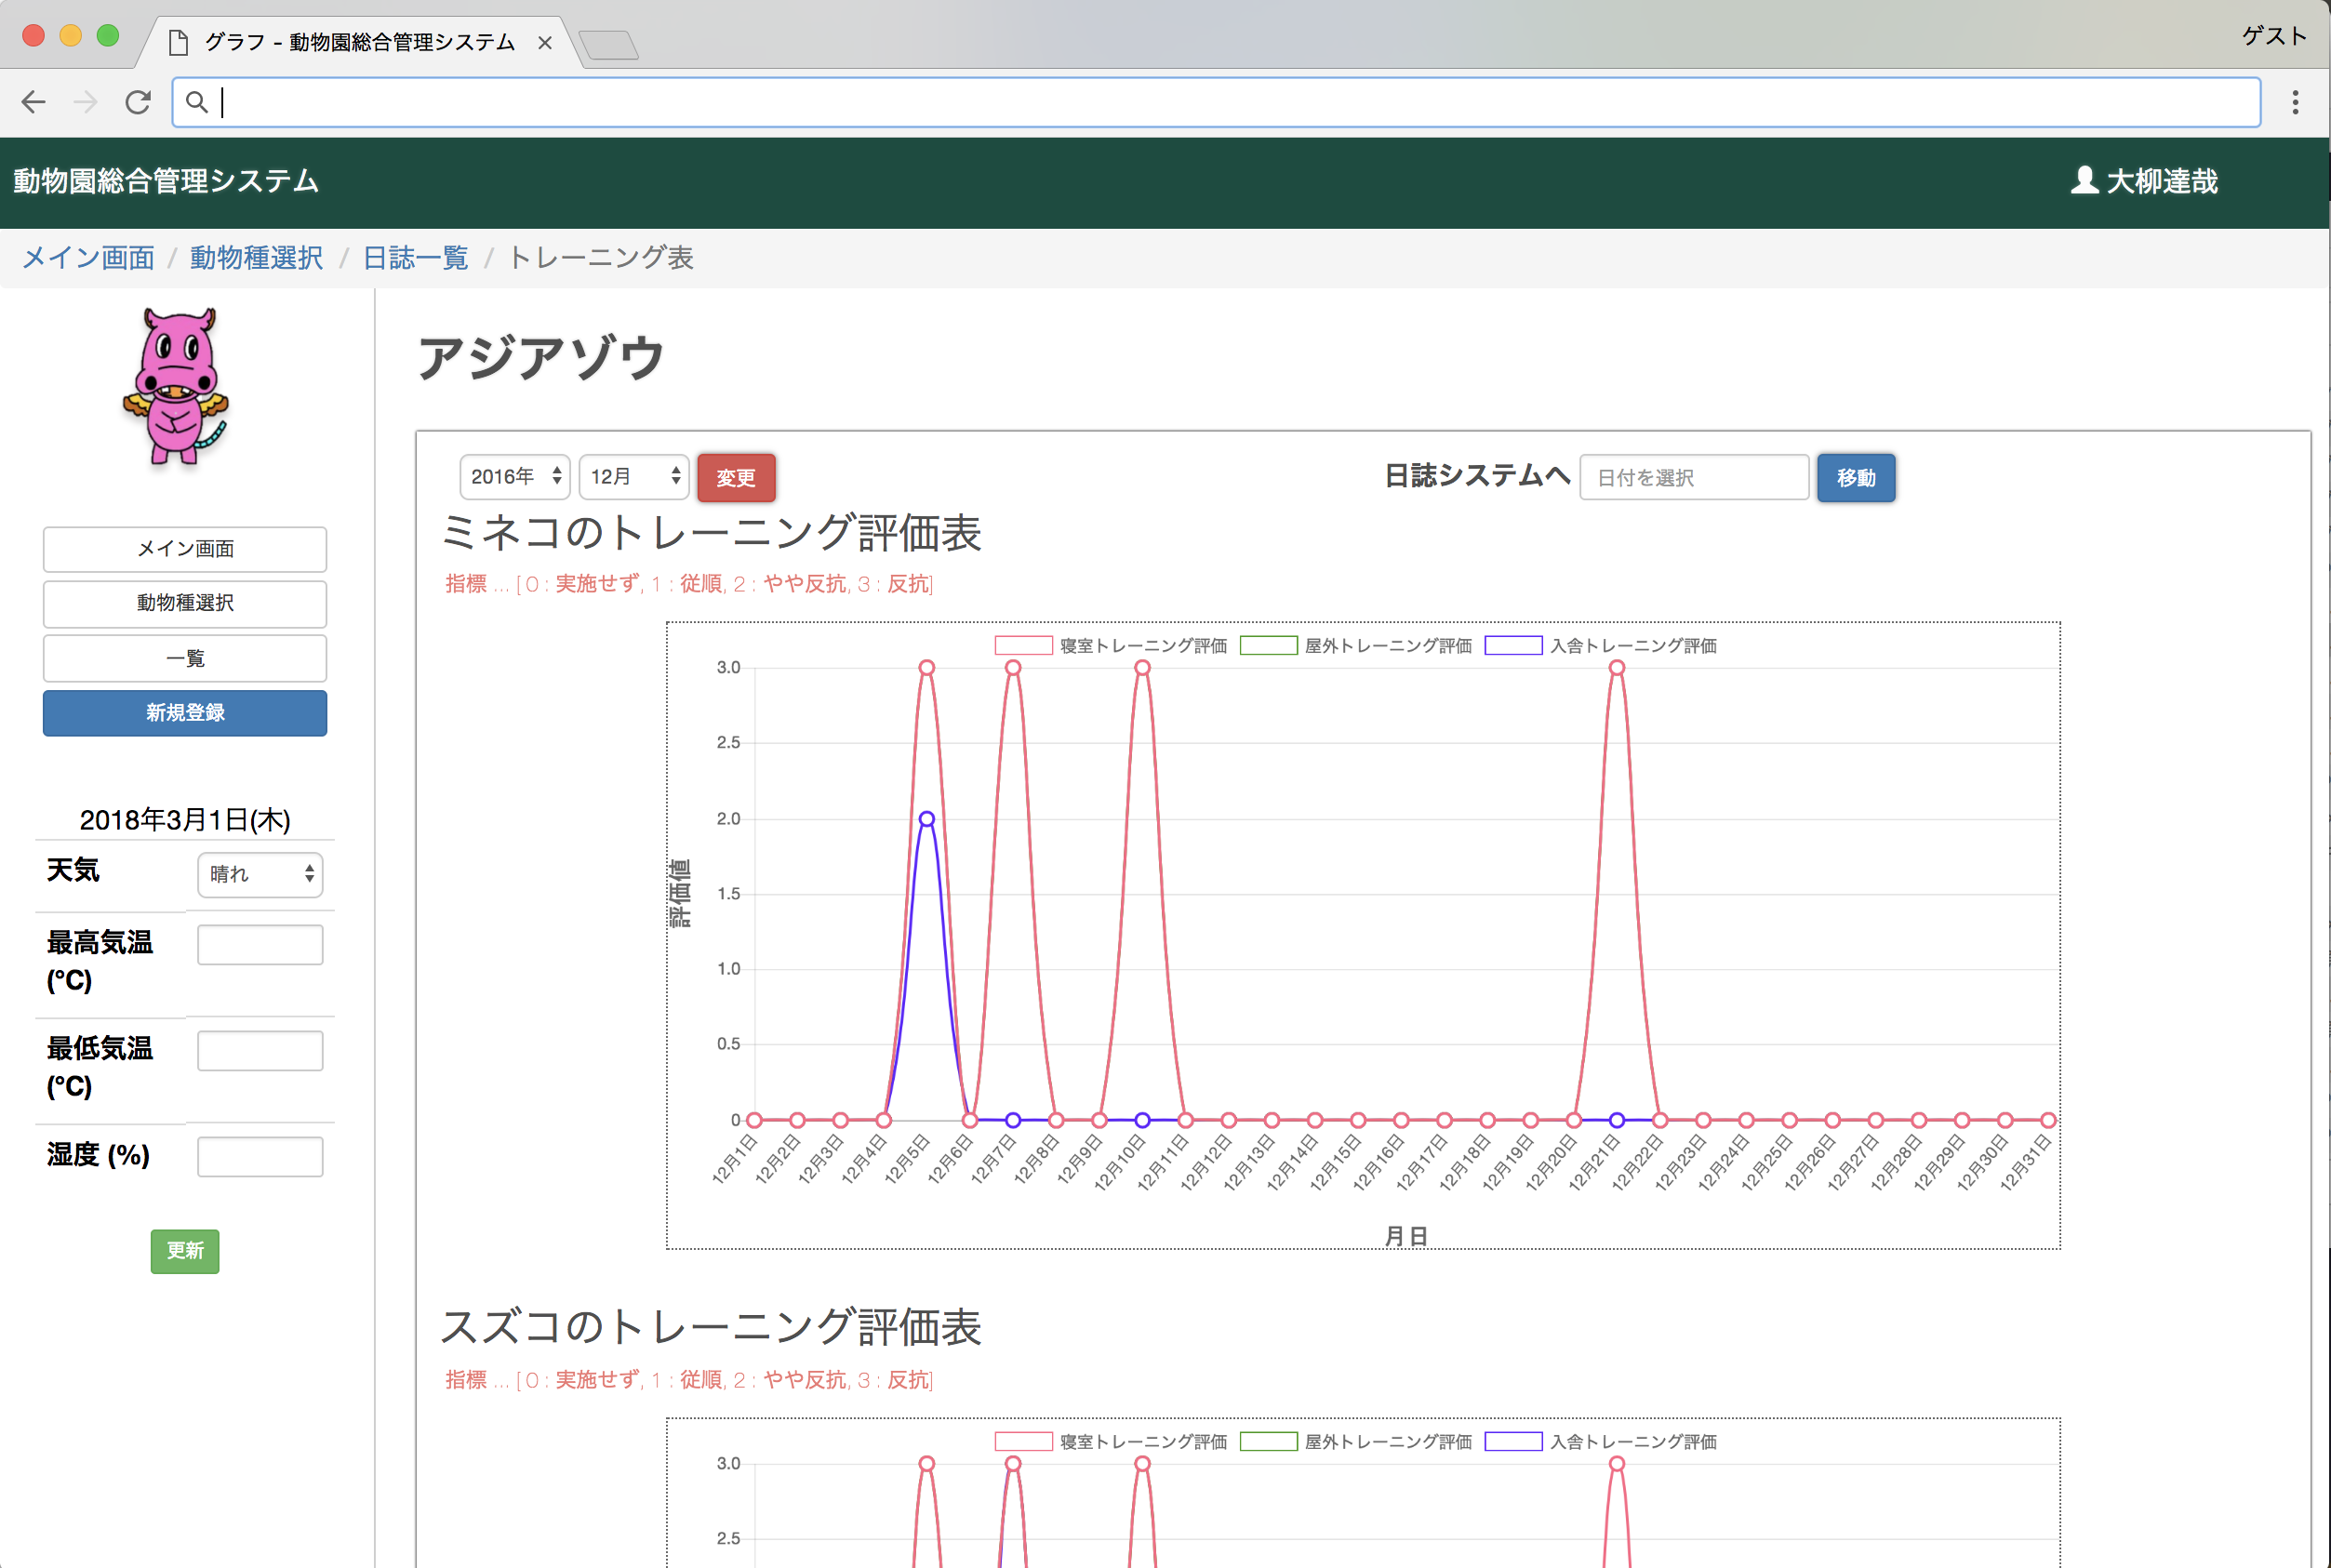 グラフ - 動物園総合管理システム
ゲスト
動物園総合管理システム
大柳達哉
メイン画面 / 動物種選択 / 日誌一覧 / トレーニング表
メイン画面
動物種選択
一覧
新規登録
2018年3月1日(木)
天気 晴れ
最高気温
(°C)
最低気温
(°C)
湿度 (%)
更新
アジアゾウ
2016年 12月 変更 日誌システムへ 日付を選択 移動
ミネコのトレーニング評価表
指標 ... [ 0 : 実施せず, 1 : 従順, 2 : やや反抗, 3 : 反抗]
寝室トレーニング評価 屋外トレーニング評価 入舎トレーニング評価
3.0
2.5
2.0
1.5
1.0
0.5
0
評価値
12月1日 12月2日 12月3日 12月4日 12月5日 12月6日 12月7日 12月8日 12月9日 12月10日 12月11日 12月12日 12月13日 12月14日 12月15日 12月16日 12月17日 12月18日 12月19日 12月20日 12月21日 12月22日 12月23日 12月24日 12月25日 12月26日 12月27日 12月28日 12月29日 12月30日 12月31日
月日
スズコのトレーニング評価表
指標 ... [ 0 : 実施せず, 1 : 従順, 2 : やや反抗, 3 : 反抗]
寝室トレーニング評価 屋外トレーニング評価 入舎トレーニング評価
3.0
2.5